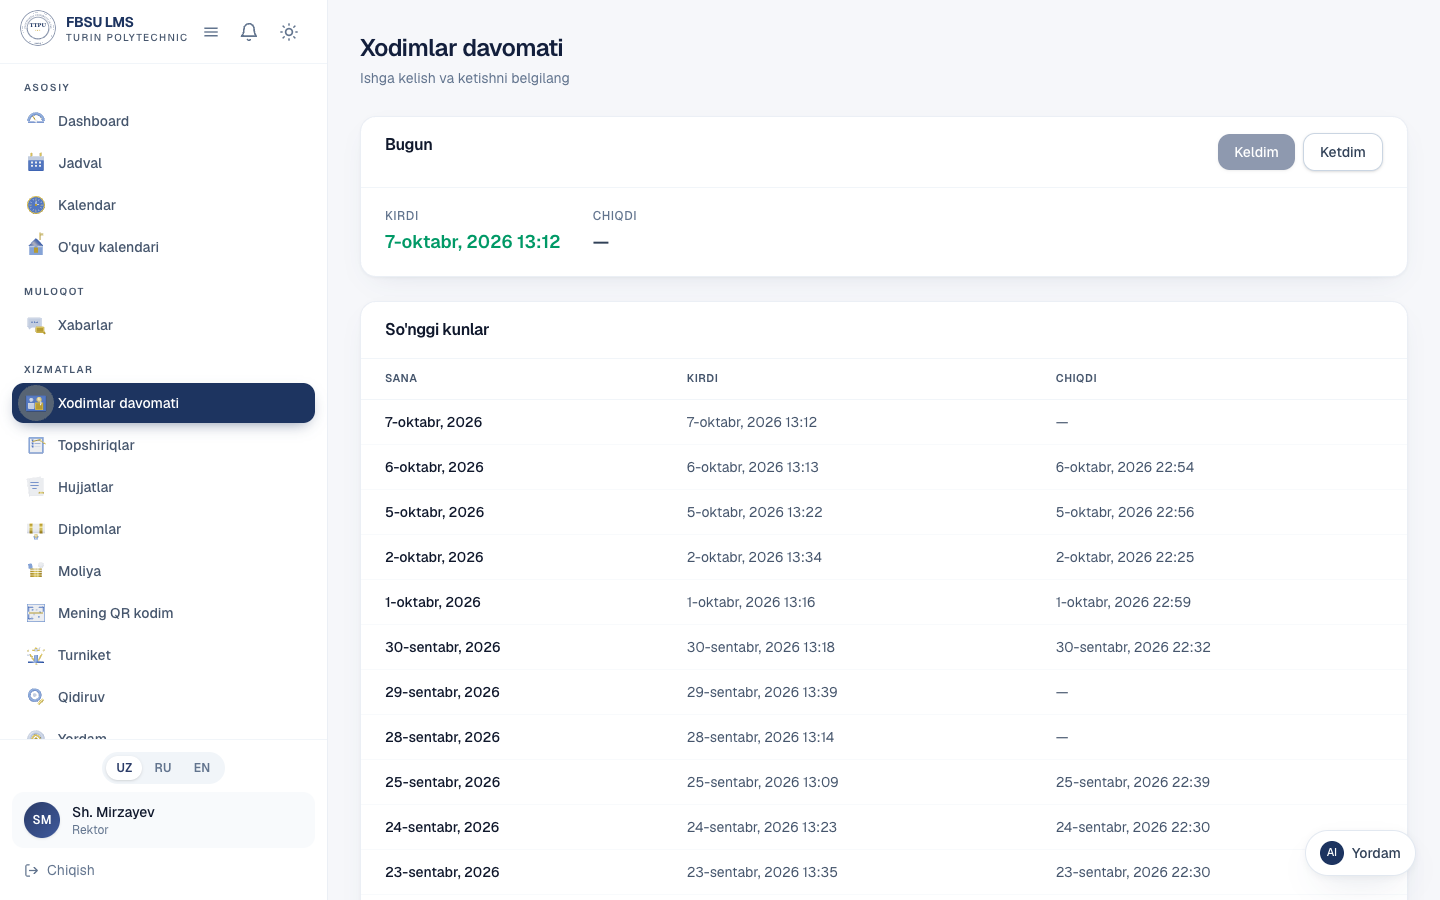 TTPU
FBSU LMS
TURIN POLYTECHNIC
ASOSIY
Dashboard
Jadval
Kalendar
O'quv kalendari
MULOQOT
Xabarlar
XIZMATLAR
Xodimlar davomati
Topshiriqlar
Hujjatlar
Diplomlar
Moliya
Mening QR kodim
Turniket
Qidiruv
Yordam
UZ RU EN
SM
Sh. Mirzayev
Rektor
Chiqish
Xodimlar davomati
Ishga kelish va ketishni belgilang
Bugun
Keldim Ketdim
KIRDI CHIQDI
7-oktabr, 2026 13:12 —
So'nggi kunlar
SANA KIRDI CHIQDI
7-oktabr, 2026 7-oktabr, 2026 13:12 —
6-oktabr, 2026 6-oktabr, 2026 13:13 6-oktabr, 2026 22:54
5-oktabr, 2026 5-oktabr, 2026 13:22 5-oktabr, 2026 22:56
2-oktabr, 2026 2-oktabr, 2026 13:34 2-oktabr, 2026 22:25
1-oktabr, 2026 1-oktabr, 2026 13:16 1-oktabr, 2026 22:59
30-sentabr, 2026 30-sentabr, 2026 13:18 30-sentabr, 2026 22:32
29-sentabr, 2026 29-sentabr, 2026 13:39 —
28-sentabr, 2026 28-sentabr, 2026 13:14 —
25-sentabr, 2026 25-sentabr, 2026 13:09 25-sentabr, 2026 22:39
24-sentabr, 2026 24-sentabr, 2026 13:23 24-sentabr, 2026 22:30
23-sentabr, 2026 23-sentabr, 2026 13:35 23-sentabr, 2026 22:30
AI Yordam